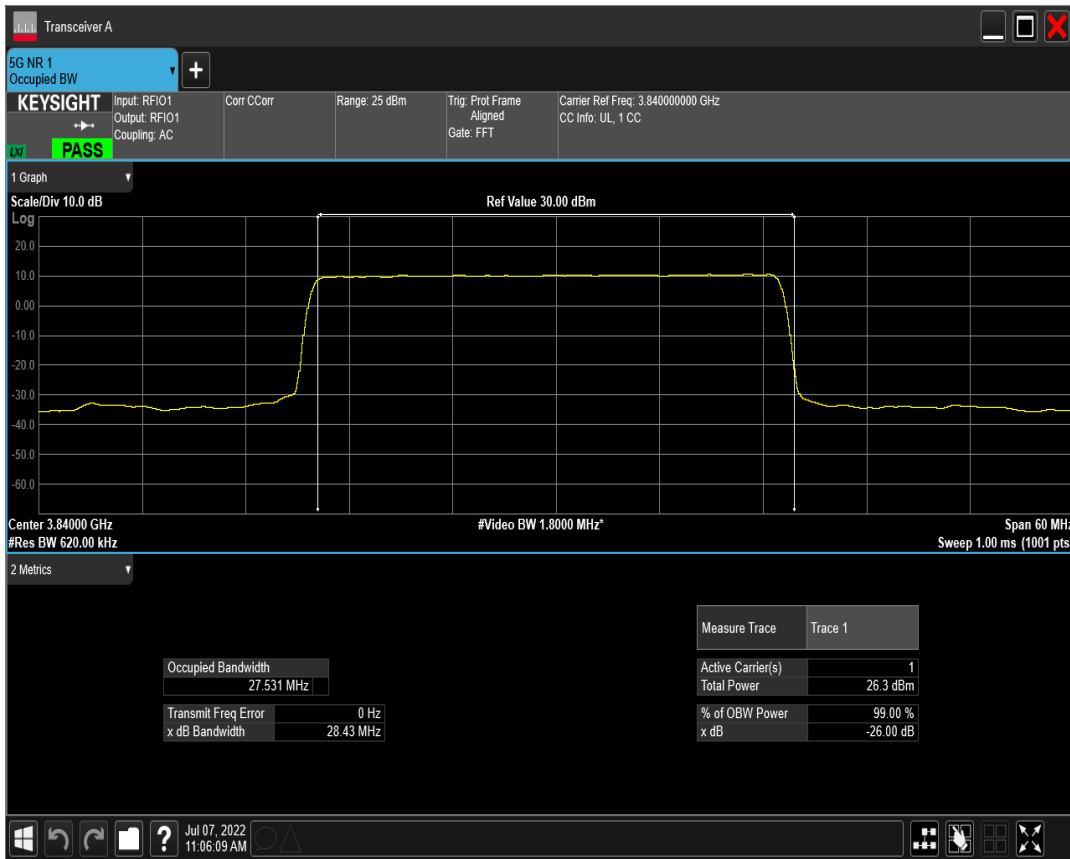 Transceiver A
5G NR 1
Occupied BW
KEYSIGHT
LXI
PASS
Input: RFIO1
Output: RFIO1
Coupling: AC
Corr CCorr
Range: 25 dBm
Trig: Prot Frame
Aligned
Gate: FFT
Carrier Ref Freq: 3.840000000 GHz
CC Info: UL, 1 CC
1 Graph
Scale/Div 10.0 dB
Ref Value 30.00 dBm
Log
20.0
10.0
0.00
-10.0
-20.0
-30.0
-40.0
-50.0
-60.0
Center 3.84000 GHz
#Video BW 1.8000 MHz*
Span 60 MHz
#Res BW 620.00 kHz
Sweep 1.00 ms (1001 pts
2 Metrics
Measure Trace Trace 1
Occupied Bandwidth
27.531 MHz
Active Carrier(s) 1
Total Power 26.3 dBm
Transmit Freq Error 0 Hz
x dB Bandwidth 28.43 MHz
% of OBW Power 99.00 %
x dB -26.00 dB
Jul 07, 2022
11:06:09 AM